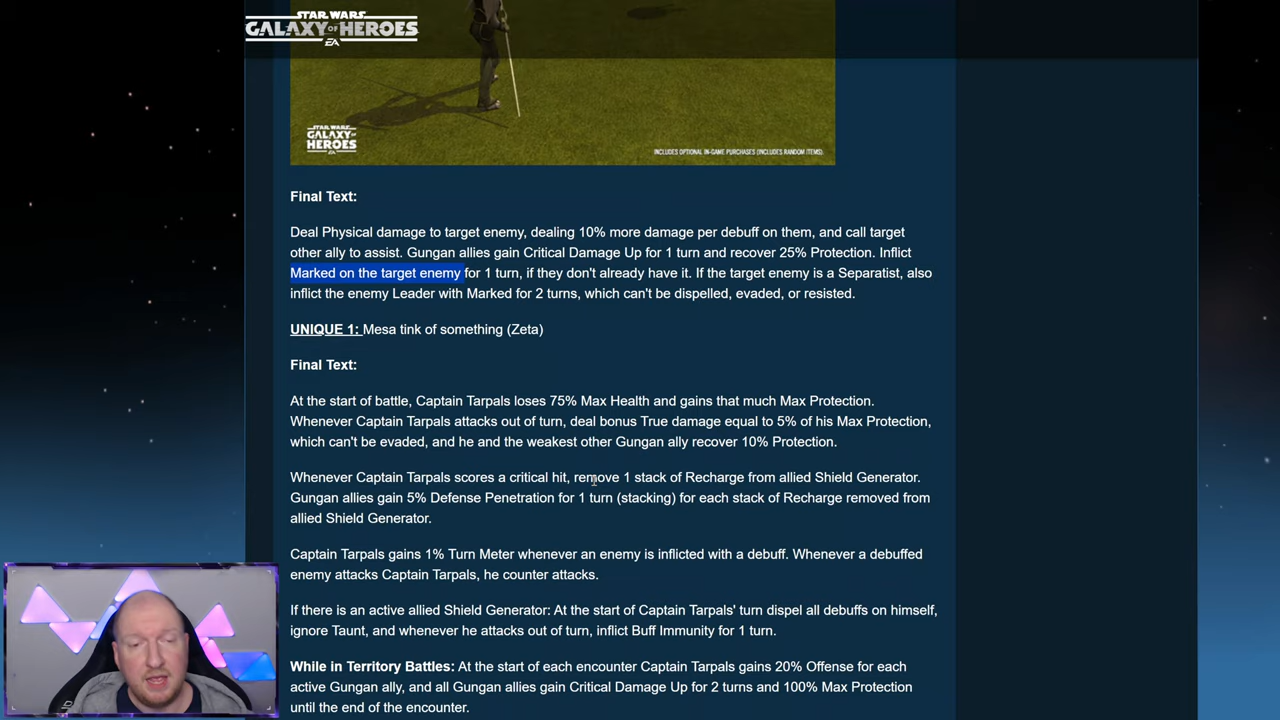 STAR WARS
GALAXY OF HEROES
EA
STAR WARS
GALAXY OF
HEROES
INCLUDES OPTIONAL IN-GAME PURCHASES (INCLUDES RANDOM ITEMS).
Final Text:
Deal Physical damage to target enemy, dealing 10% more damage per debuff on them, and call target
other ally to assist. Gungan allies gain Critical Damage Up for 1 turn and recover 25% Protection. Inflict
Marked on the target enemy for 1 turn, if they don't already have it. If the target enemy is a Separatist, also
inflict the enemy Leader with Marked for 2 turns, which can't be dispelled, evaded, or resisted.
UNIQUE 1: Mesa tink of something (Zeta)
Final Text:
At the start of battle, Captain Tarpals loses 75% Max Health and gains that much Max Protection.
Whenever Captain Tarpals attacks out of turn, deal bonus True damage equal to 5% of his Max Protection,
which can't be evaded, and he and the weakest other Gungan ally recover 10% Protection.
Whenever Captain Tarpals scores a critical hit, remove 1 stack of Recharge from allied Shield Generator.
Gungan allies gain 5% Defense Penetration for 1 turn (stacking) for each stack of Recharge removed from
allied Shield Generator.
Captain Tarpals gains 1% Turn Meter whenever an enemy is inflicted with a debuff. Whenever a debuffed
enemy attacks Captain Tarpals, he counter attacks.
If there is an active allied Shield Generator: At the start of Captain Tarpals' turn dispel all debuffs on himself,
ignore Taunt, and whenever he attacks out of turn, inflict Buff Immunity for 1 turn.
While in Territory Battles: At the start of each encounter Captain Tarpals gains 20% Offense for each
active Gungan ally, and all Gungan allies gain Critical Damage Up for 2 turns and 100% Max Protection
until the end of the encounter.